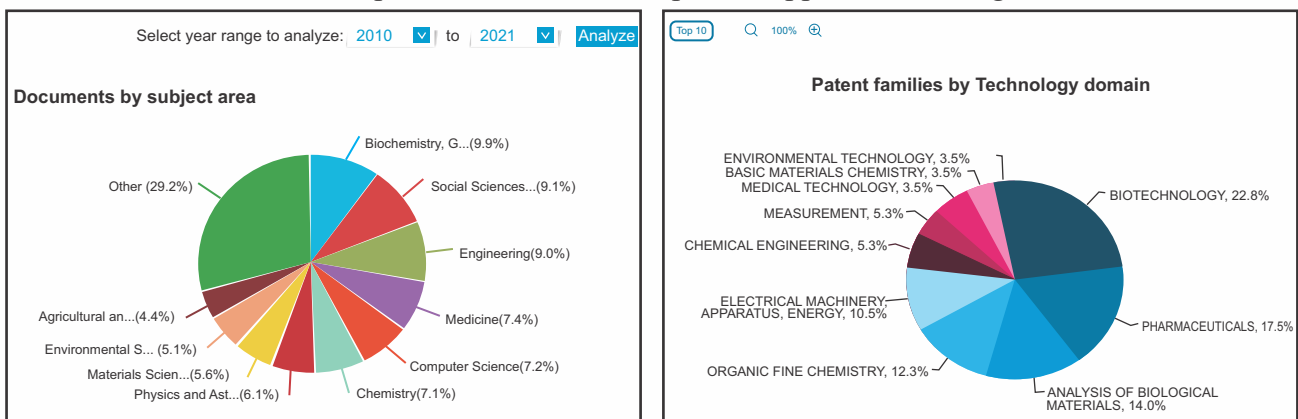 Select year range to analyze: 2010 to 2021 Analyze
Documents by subject area
Biochemistry, G...(9.9%)
Social Sciences...(9.1%)
Engineering(9.0%)
Medicine(7.4%)
Computer Science(7.2%)
Chemistry(7.1%)
Physics and Ast...(6.1%)
Materials Scien...(5.6%)
Environmental S... (5.1%)
Agricultural an...(4.4%)
Other (29.2%)
Top 10 100%
Patent families by Technology domain
ENVIRONMENTAL TECHNOLOGY, 3.5%
BASIC MATERIALS CHEMISTRY, 3.5%
MEDICAL TECHNOLOGY, 3.5%
MEASUREMENT, 5.3%
CHEMICAL ENGINEERING, 5.3%
ELECTRICAL MACHINERY,
APPARATUS, ENERGY, 10.5%
ORGANIC FINE CHEMISTRY, 12.3%
BIOTECHNOLOGY, 22.8%
PHARMACEUTICALS, 17.5%
ANALYSIS OF BIOLOGICAL
MATERIALS, 14.0%